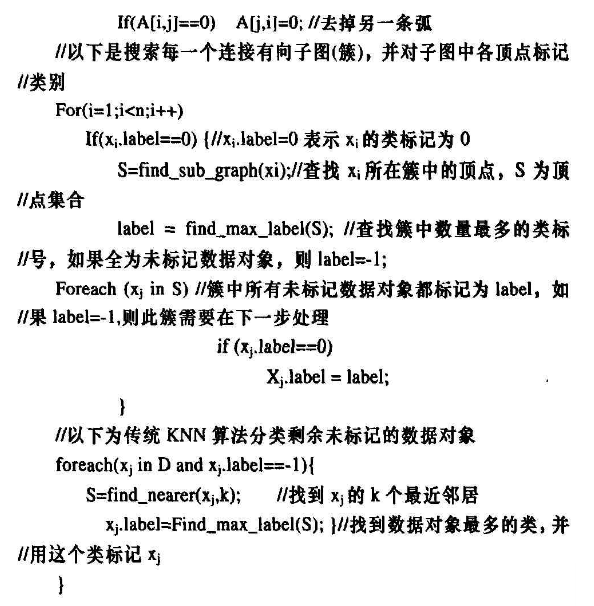 If(A[i,j]==0) A[j,i]=0; //去掉另一条弧
//以下是搜索每一个连接有向子图(簇)，并对子图中各顶点标记
//类别
For(i=1;i<n;i++)
If(xi.label==0) {//xi.label=0 表示 xi 的类标记为 0
S=find_sub_graph(xi);//查找 xi 所在簇中的顶点，S 为顶
//点集合
label = find_max_label(S); //查找簇中数量最多的类标
//号，如果全为未标记数据对象，则 label=-1;
Foreach (xj in S) //簇中所有未标记数据对象都标记为 label，如
//果 label=-1,则此簇需要在下一步处理
if (xj.label==0)
Xj.label = label;
}
//以下为传统 KNN 算法分类剩余未标记的数据对象
foreach(xj in D and xj.label==-1){
S=find_nearer(xj,k); //找到 xj 的 k 个最近邻居
xj.label=Find_max_label(S); }//找到数据对象最多的类，并
//用这个类标记 xj
}